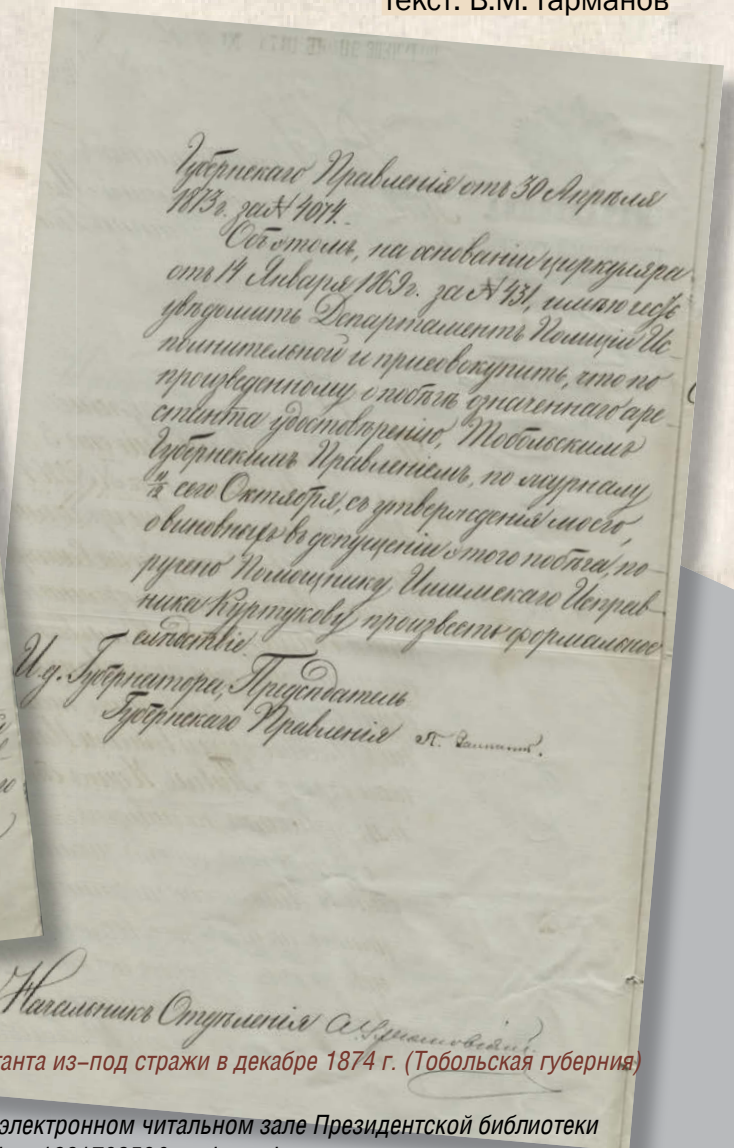 Текст: В.М. Гарманов
Губернскаго Правленія отъ 30 Апрѣля
1873 г. за № 4074.
Объ этомъ, на основаніи циркуляра
отъ 14 Января 1869 г. за № 431, имѣю честь
увѣдомить Департаментъ Полиціи Ис-
полнительной и присовокупить, что по
произведенному о побѣгѣ означеннаго аре-
станта удостовѣренію, Тобольскимъ
Губернскимъ Правленіемъ, по журналу
сего Октября, съ утвержденія моего,
о виновныхъ въ допущеніи этого побѣга, по-
ручено Помощнику Ишимскаго Исправ-
ника Куртукову произвесть формальное
слѣдствіе.
И. д. Губернатора, Предсѣдатель
Губернскаго Правленія
Начальникъ Отдѣленія
танта из-под стражи в декабре 1874 г. (Тобольская губерния)
электронном читальном зале Президентской библиотеки